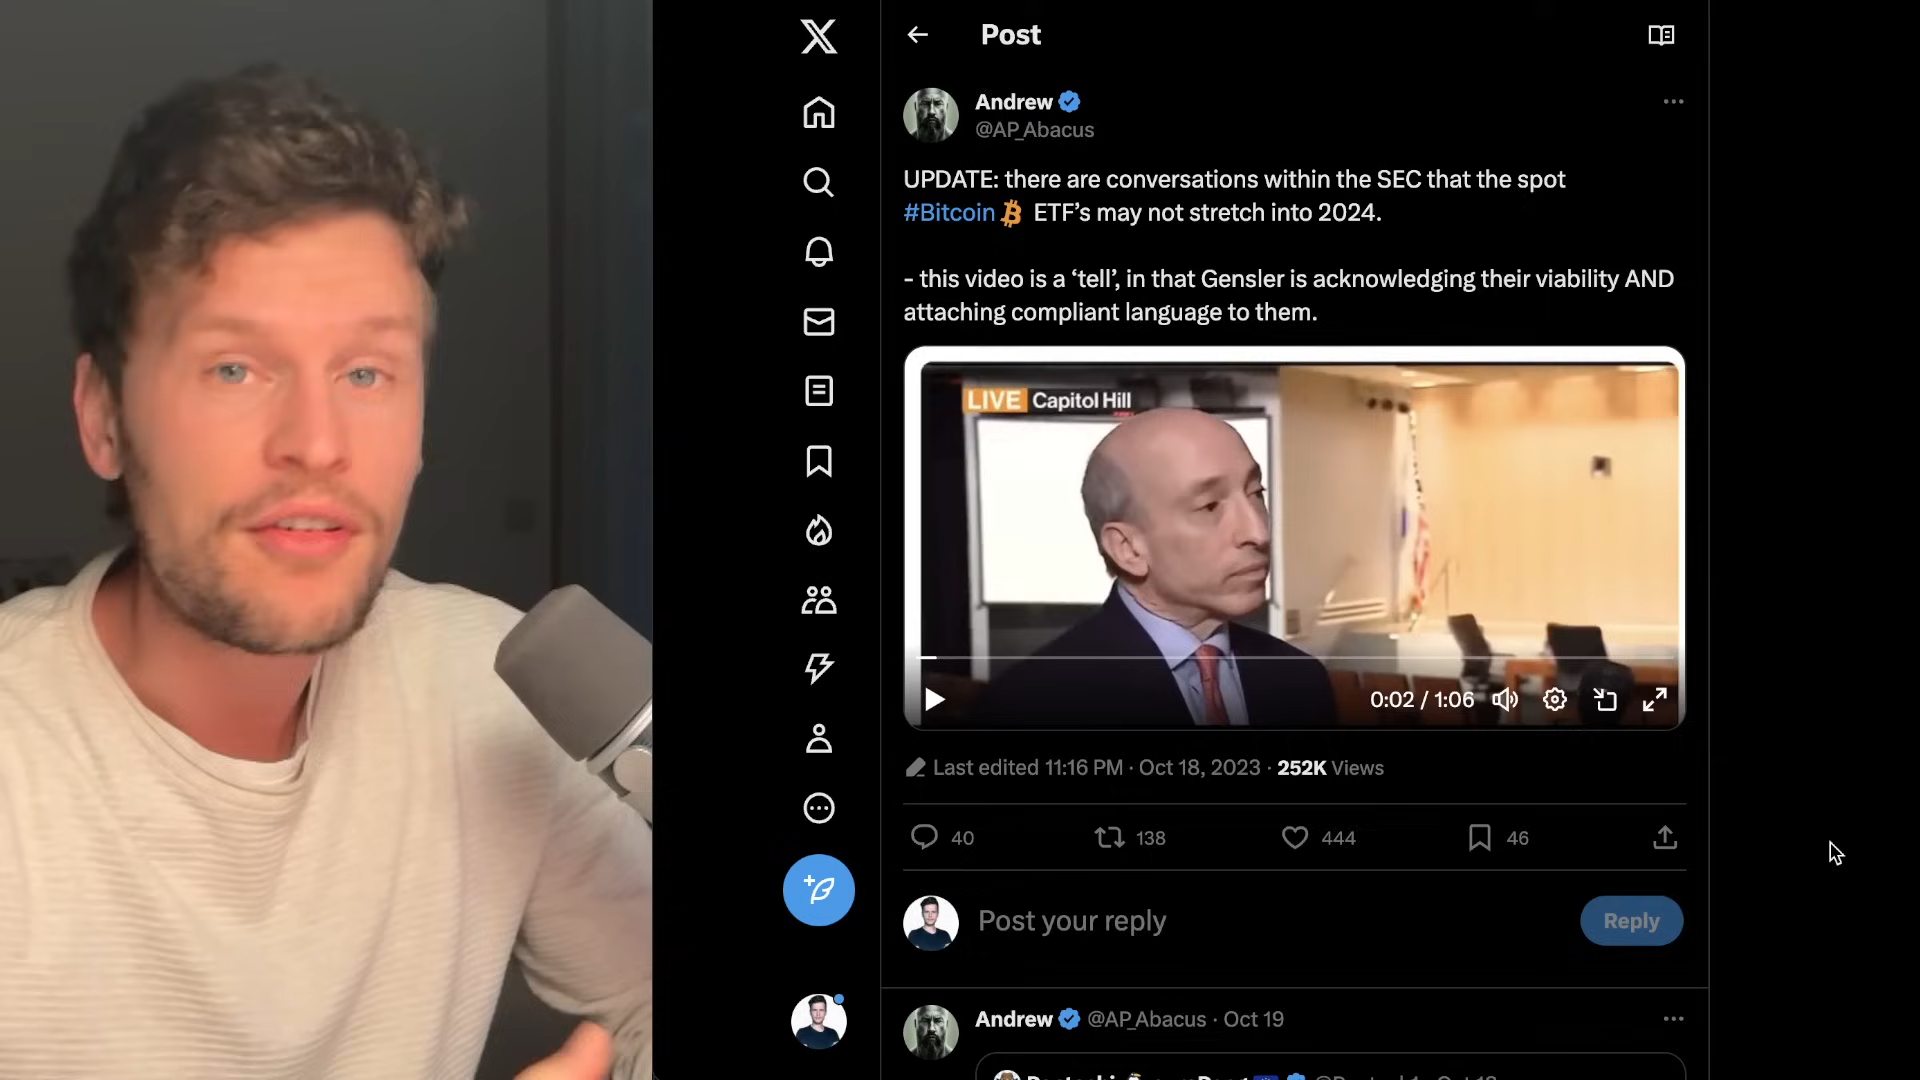 Post
Andrew
@AP_Abacus
UPDATE: there are conversations within the SEC that the spot
#Bitcoin ETF’s may not stretch into 2024.
- this video is a ‘tell’, in that Gensler is acknowledging their viability AND
attaching compliant language to them.
LIVE Capitol Hill
0:02 / 1:06
Last edited 11:16 PM · Oct 18, 2023 · 252K Views
40 138 444 46
Post your reply
Reply
Andrew @AP_Abacus · Oct 19